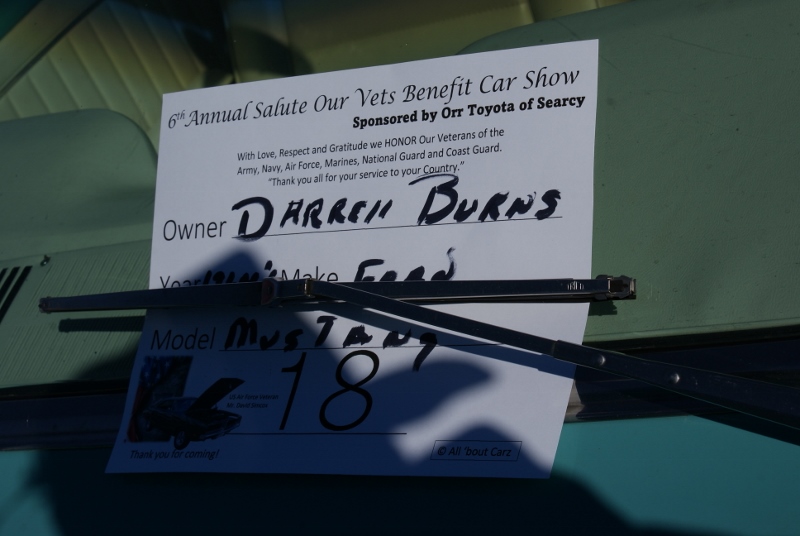 6th Annual Salute Our Vets Benefit Car Show
Sponsored by Orr Toyota of Searcy
With Love, Respect and Gratitude we HONOR Our Veterans of the
Army, Navy, Air Force, Marines, National Guard and Coast Guard.
"Thank you all for your service to your Country."
Owner DARRELL BURNS
Year Make FORD
Model MUSTANG
18
Thank you for coming!
© All 'bout Carz